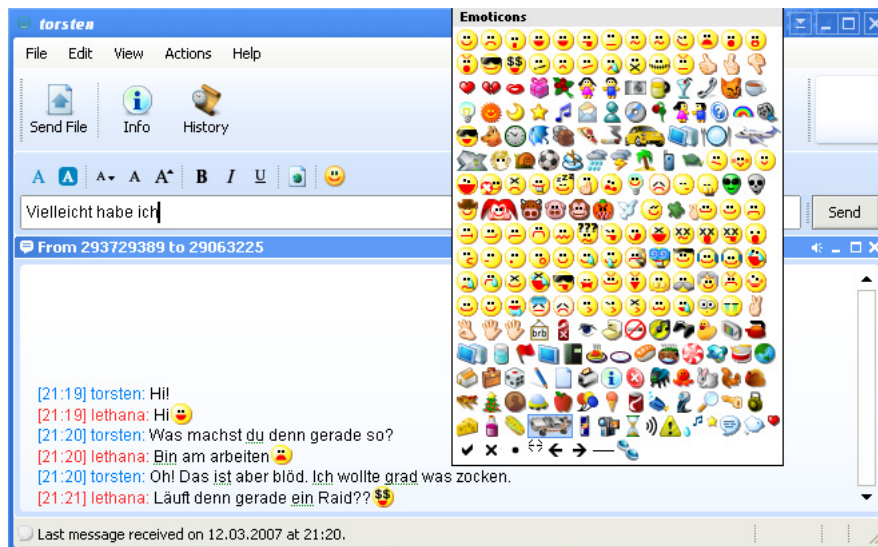 torsten
Emoticons
File Edit View Actions Help
Send File Info History
A A A A A B I U
Vielleicht habe ich
Send
From 293729389 to 29063225
[21:19] torsten: Hi!
[21:19] lethana: Hi
[21:20] torsten: Was machst du denn gerade so?
[21:20] lethana: Bin am arbeiten
[21:20] torsten: Oh! Das ist aber blöd. Ich wollte grad was zocken.
[21:21] lethana: Läuft denn gerade ein Raid??
Last message received on 12.03.2007 at 21:20.